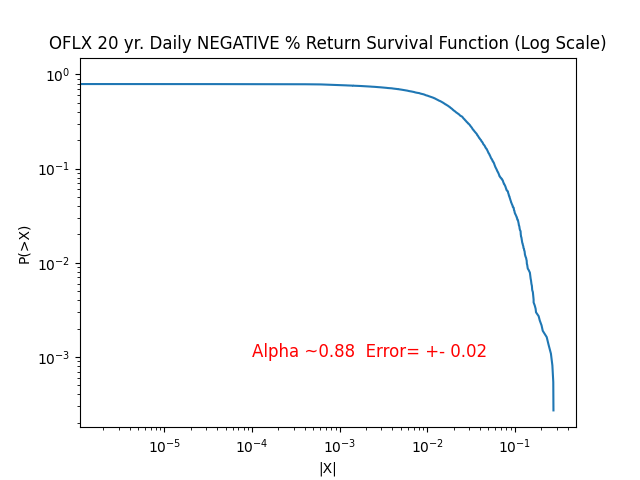 OFLX 20 yr. Daily NEGATIVE % Return Survival Function (Log Scale)
10⁰
10⁻¹
10⁻²
10⁻³
P(>X)
Alpha ~0.88  Error= +- 0.02
10⁻⁵ 10⁻⁴ 10⁻³ 10⁻² 10⁻¹
|X|